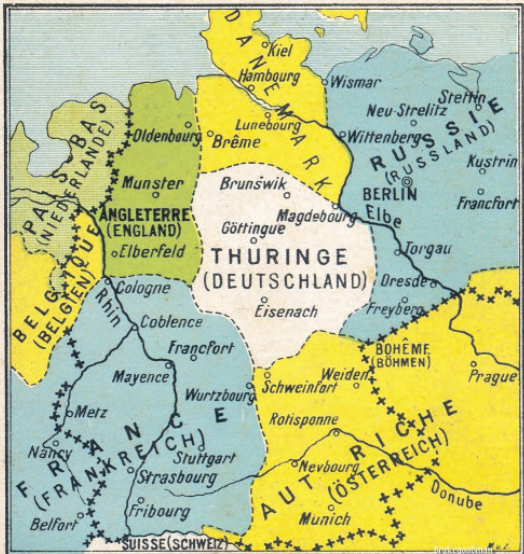 DANEMARK
Kiel
Hambourg
Wismar
Stettin
Neu-Strelitz
Oldenbourg
Lunebourg
Brême
Wittenberg
RUSSIE
(RUSSLAND)
PAYS-BAS
(NIEDERLANDE)
Kustrin
Munster
Brunswik
BERLIN
Francfort
ANGLETERRE
(ENGLAND)
Magdebourg
Elbe
Göttingue
Elberfeld
THURINGE
(DEUTSCHLAND)
Torgau
BELGIQUE
(BELGIEN)
Rhin
Cologne
Dresde
Eisenach
Freyberg
Coblence
BOHÊME
(BÖHMEN)
Francfort
Prague
Mayence
Weiden
Wurtzbourg
Schweinfort
Metz
Rotisponne
FRANCE
(FRANKREICH)
Nancy
Stuttgart
AUTRICHE
(ÖSTERREICH)
Strasbourg
Neybourg
Donube
Belfort
Fribourg
Munich
SUISSE (SCHWEIZ)